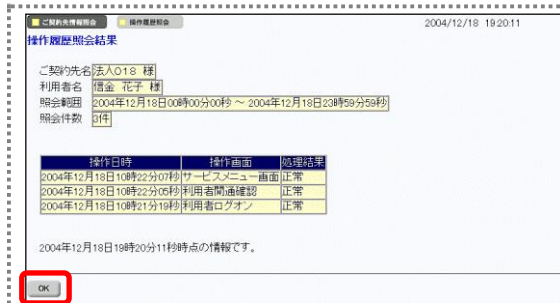 ご契約先情報照会 操作履歴照会 2004/12/18 19:20:11
操作履歴照会結果
ご契約先名 法人018 様
利用者名 信金 花子 様
照会範囲 2004年12月18日00時00分00秒 ～ 2004年12月18日23時59分59秒
照会件数 3件
操作日時 操作画面 処理結果
2004年12月18日10時22分07秒 サービスメニュー画面 正常
2004年12月18日10時22分05秒 利用者開通確認 正常
2004年12月18日10時21分19秒 利用者ログオン 正常
2004年12月18日19時20分11秒時点の情報です。
OK